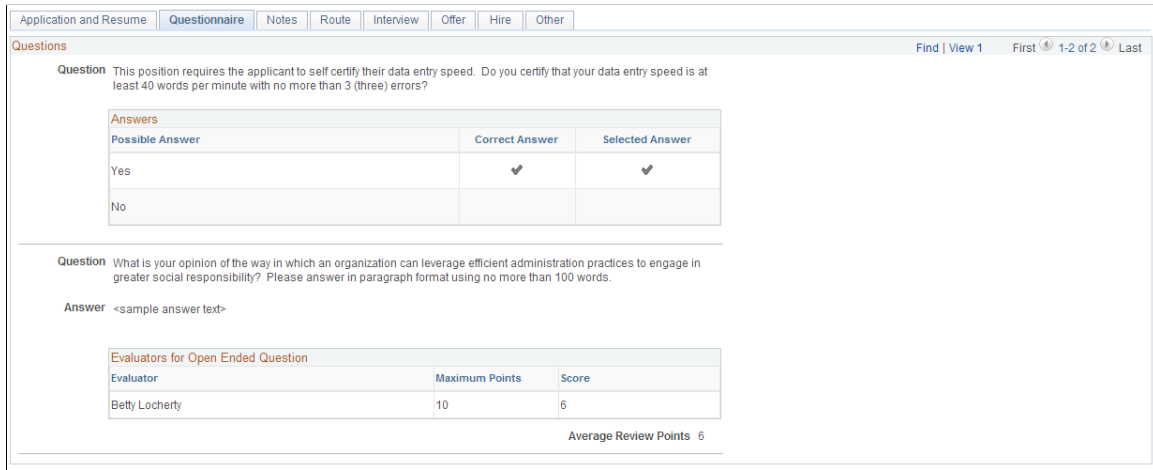 Application and Resume Questionnaire Notes Route Interview Offer Hire Other
Questions Find | View 1 First 1-2 of 2 Last
Question This position requires the applicant to self certify their data entry speed. Do you certify that your data entry speed is at
least 40 words per minute with no more than 3 (three) errors?
Answers
Possible Answer Correct Answer Selected Answer
Yes
No
Question What is your opinion of the way in which an organization can leverage efficient administration practices to engage in
greater social responsibility? Please answer in paragraph format using no more than 100 words.
Answer <sample answer text>
Evaluators for Open Ended Question
Evaluator Maximum Points Score
Betty Locherty 10 6
Average Review Points 6